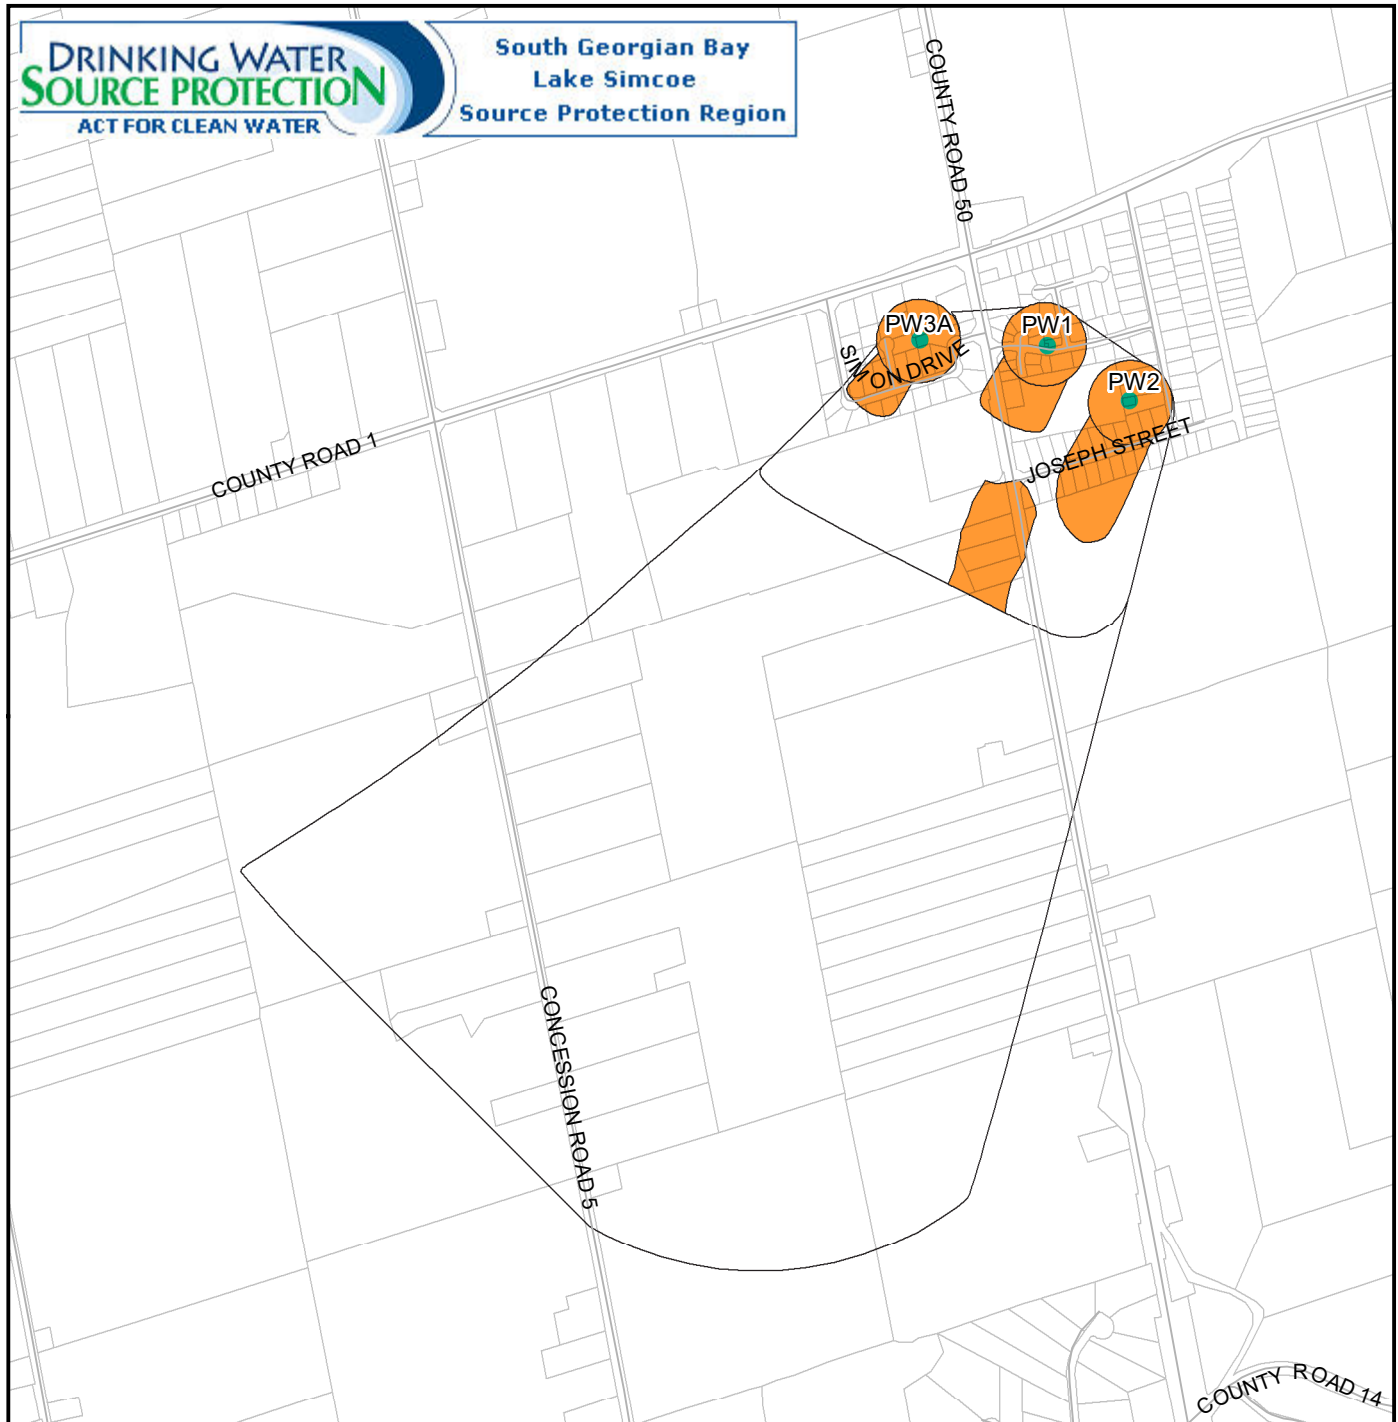 DRINKING WATER
SOURCE PROTECTION
ACT FOR CLEAN WATER
South Georgian Bay
Lake Simcoe
Source Protection Region
COUNTY ROAD 50
PW3A
PW1
SIMON DRIVE
PW2
JOSEPH STREET
COUNTY ROAD 1
CONCESSION ROAD 5
COUNTY ROAD 14